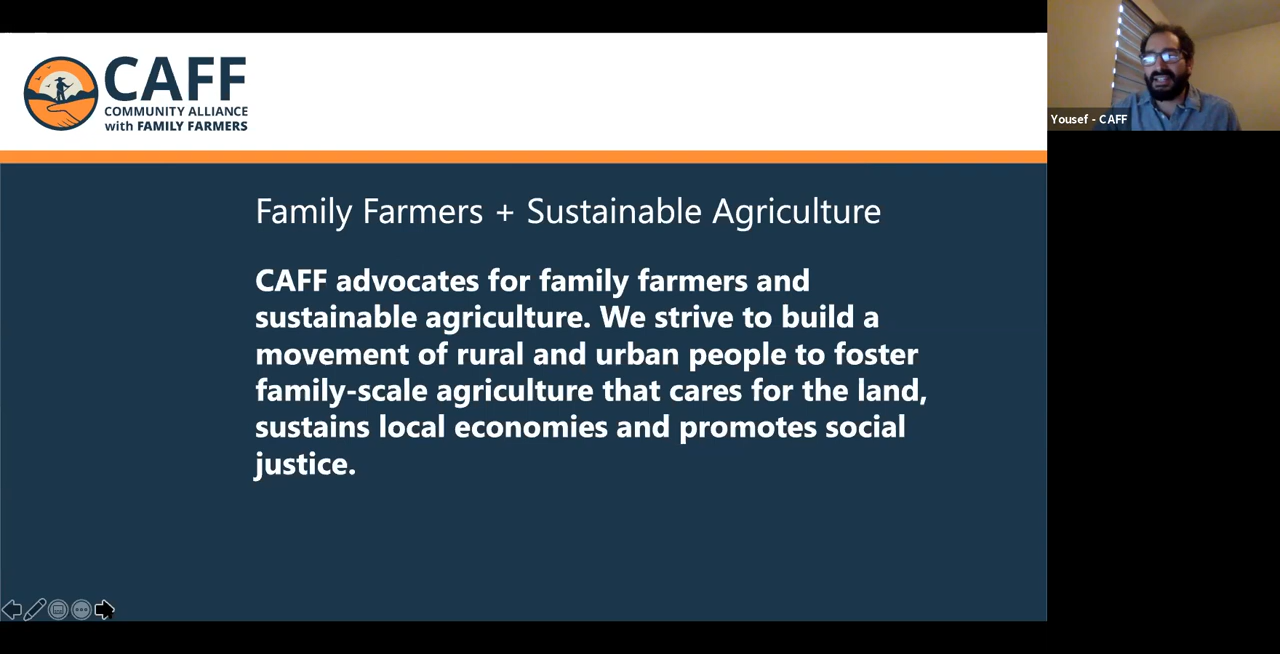 CAFF
COMMUNITY ALLIANCE
with FAMILY FARMERS
Family Farmers + Sustainable Agriculture
CAFF advocates for family farmers and
sustainable agriculture. We strive to build a
movement of rural and urban people to foster
family-scale agriculture that cares for the land,
sustains local economies and promotes social
justice.
Yousef - CAFF